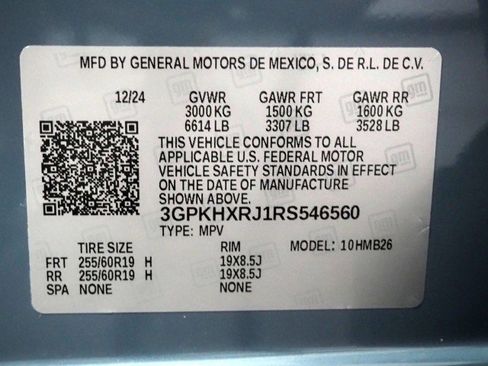 MFD BY GENERAL MOTORS DE MEXICO, S. DE R.L. DE C.V.
12/24 GVWR GAWR FRT GAWR RR
3000 KG 1500 KG 1600 KG
6614 LB 3307 LB 3528 LB
THIS VEHICLE CONFORMS TO ALL
APPLICABLE U.S. FEDERAL MOTOR
VEHICLE SAFETY STANDARDS IN EFFECT
ON THE DATE OF MANUFACTURE
SHOWN ABOVE.
3GPKHXRJ1RS546560
TYPE: MPV
TIRE SIZE RIM MODEL: 10HMB26
FRT 255/60R19 H 19X8.5J
RR 255/60R19 H 19X8.5J
SPA NONE NONE